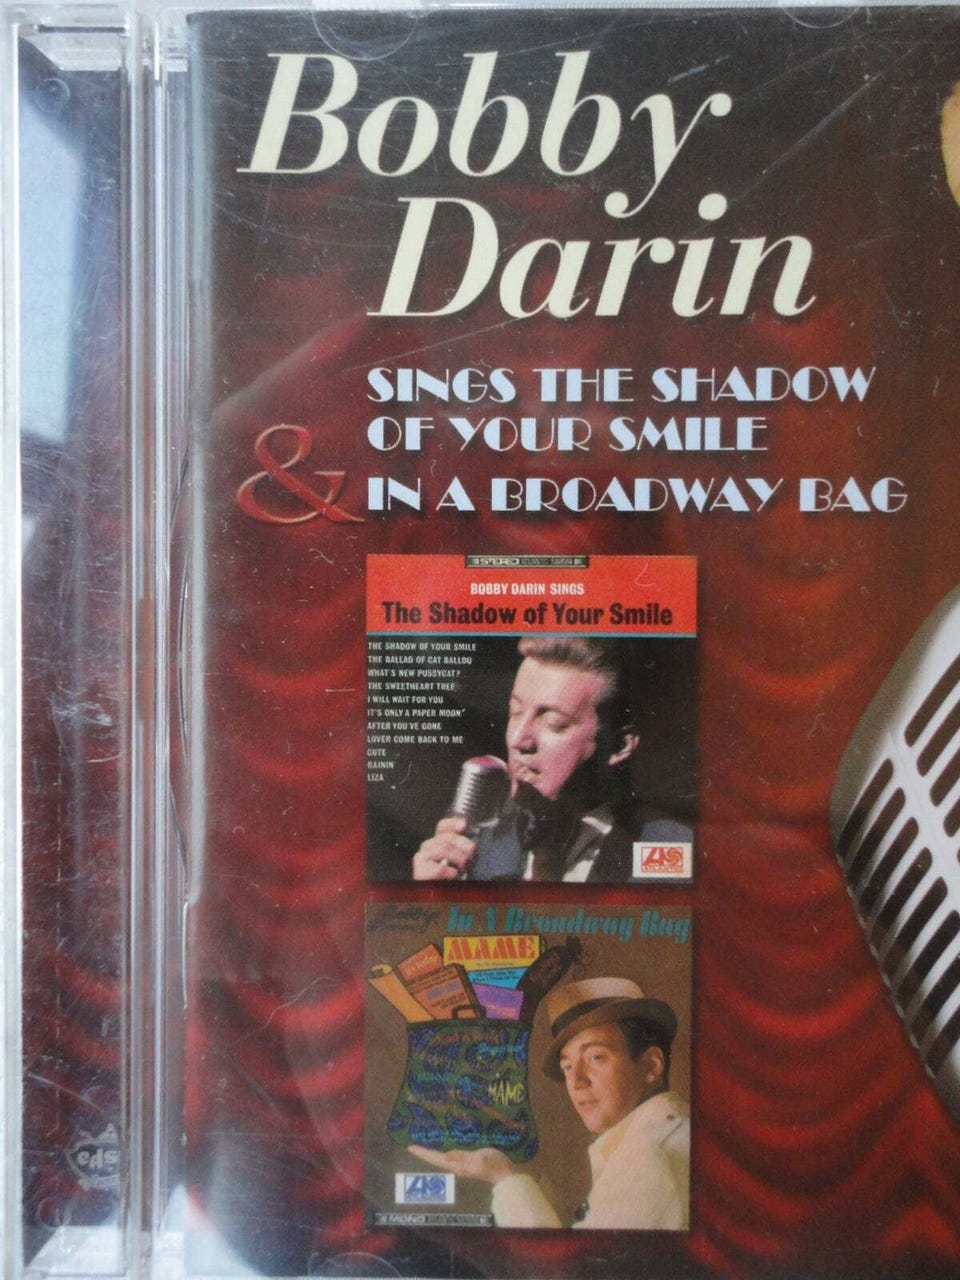 Bobby
Darin
SINGS THE SHADOW
OF YOUR SMILE
&
IN A BROADWAY BAG
STEREO
BOBBY DARIN SINGS
The Shadow of Your Smile
THE SHADOW OF YOUR SMILE
THE BALLAD OF CAT BALLOU
WHAT'S NEW PUSSYCAT?
THE SWEETHEART TREE
I WILL WAIT FOR YOU
IT'S ONLY A PAPER MOON
AFTER YOU'VE GONE
LOVER COME BACK TO ME
CUTE
RAININ
LIZA
ATLANTIC
In A Broadway Bag
MAME
MAME
MONO
eds